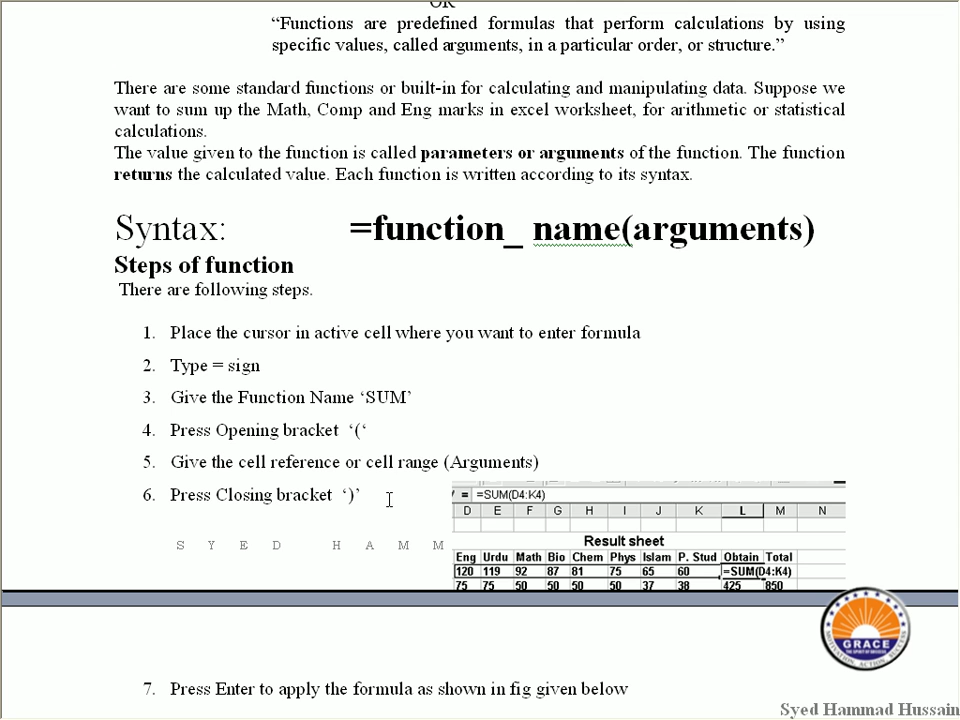 OR
“Functions are predefined formulas that perform calculations by using
specific values, called arguments, in a particular order, or structure.”
There are some standard functions or built-in for calculating and manipulating data. Suppose we
want to sum up the Math, Comp and Eng marks in excel worksheet, for arithmetic or statistical
calculations.
The value given to the function is called parameters or arguments of the function. The function
returns the calculated value. Each function is written according to its syntax.
Syntax: =function_ name(arguments)
Steps of function
There are following steps.
1. Place the cursor in active cell where you want to enter formula
2. Type = sign
3. Give the Function Name ‘SUM’
4. Press Opening bracket ‘(‘
5. Give the cell reference or cell range (Arguments)
6. Press Closing bracket ‘)’
= =SUM(D4:K4)
D E F G H I J K L M N
Result sheet
Eng Urdu Math Bio Chem Phys Islam P. Stud Obtain Total
120 119 92 87 81 75 65 60 =SUM(D4:K4)
75 75 50 50 50 50 37 38 425 850
S Y E D H A M M
GRACE
7. Press Enter to apply the formula as shown in fig given below
Syed Hammad Hussain